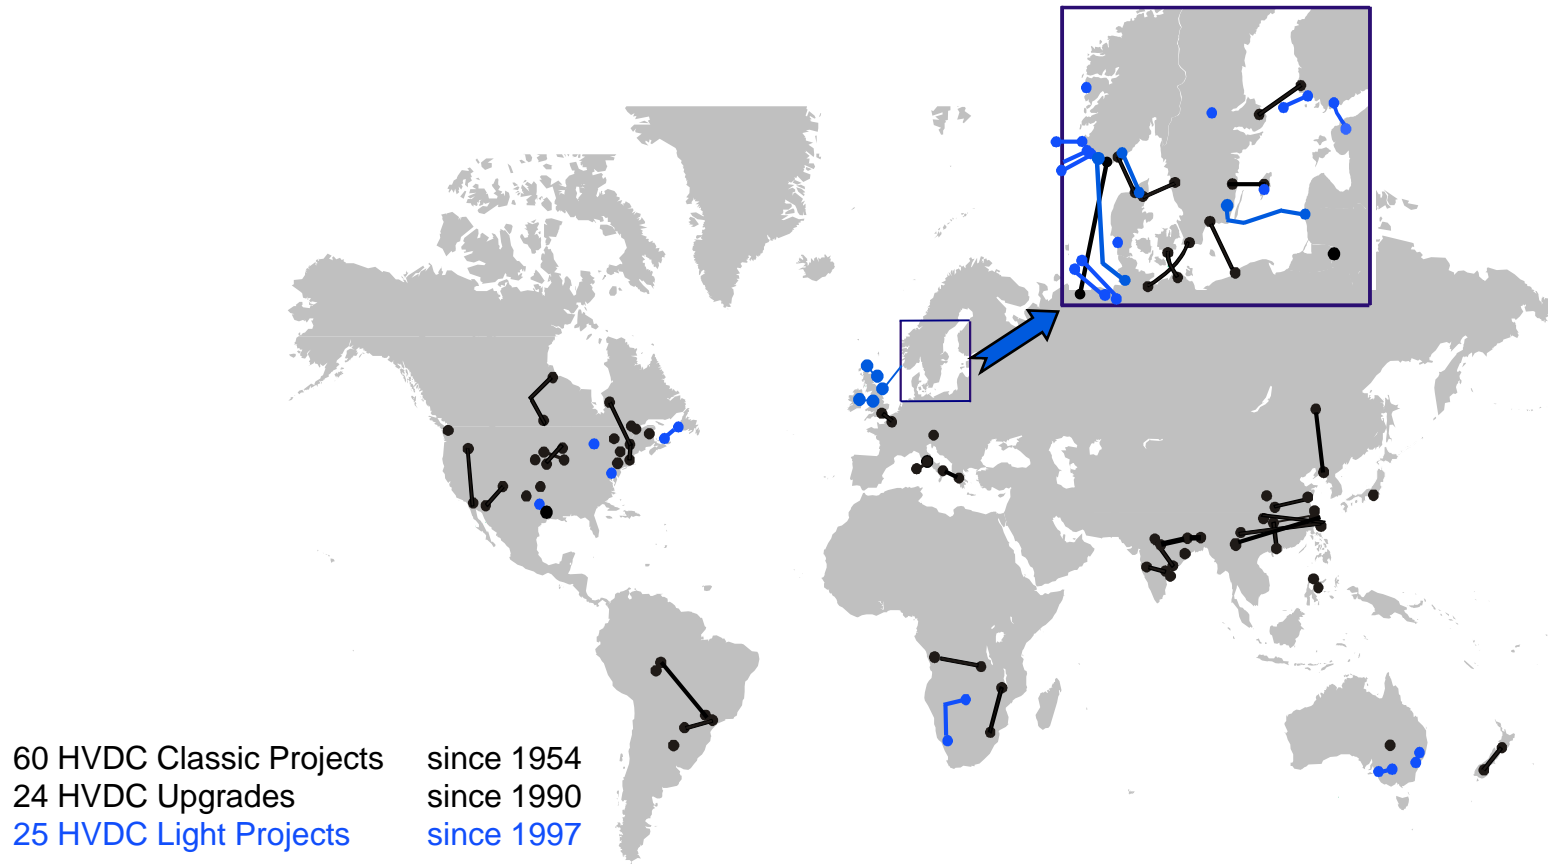 60 HVDC Classic Projects since 1954
24 HVDC Upgrades since 1990
25 HVDC Light Projects since 1997